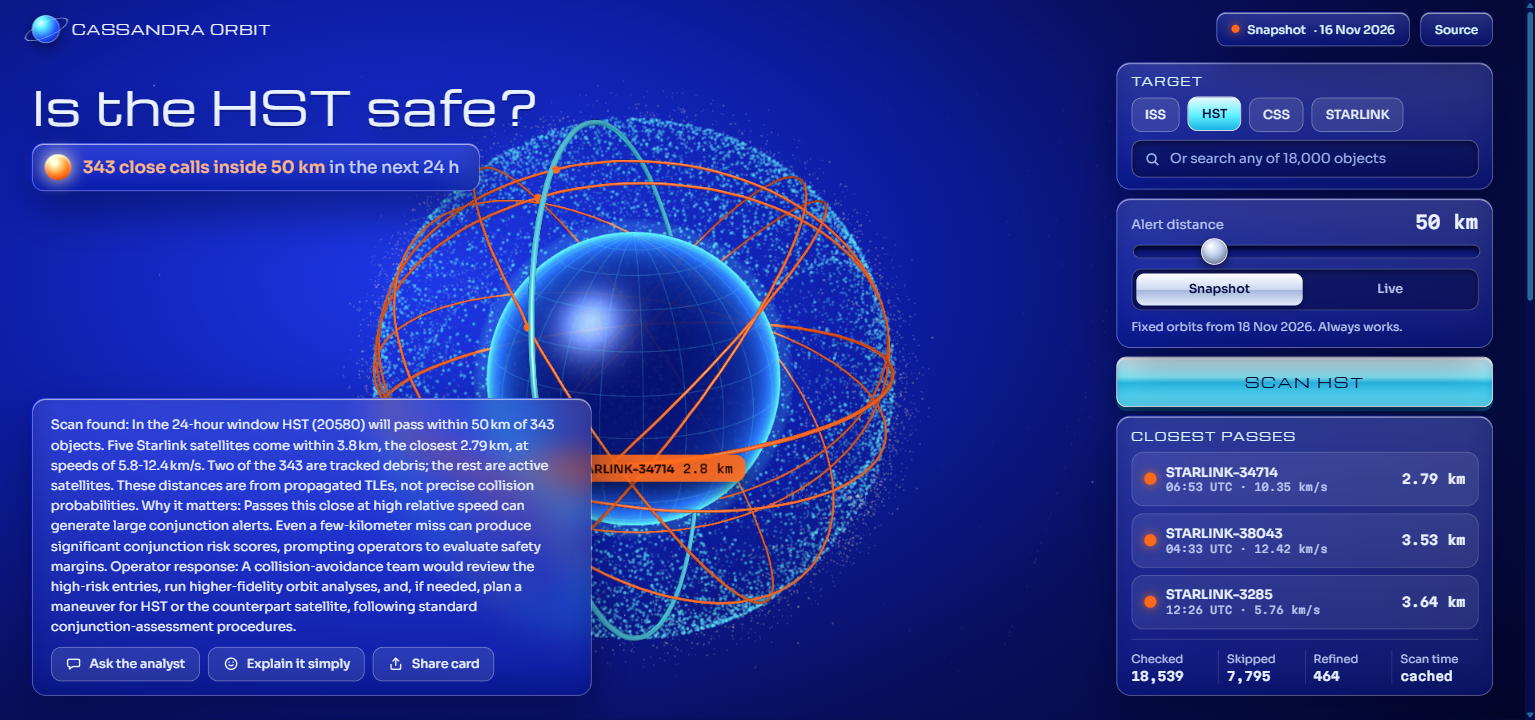 CASSANDRA ORBIT
Snapshot · 16 Nov 2026
Source
Is the HST safe?
343 close calls inside 50 km in the next 24 h
TARGET
ISS
HST
CSS
STARLINK
Or search any of 18,000 objects
Alert distance
50 km
Snapshot
Live
Fixed orbits from 18 Nov 2026. Always works.
SCAN HST
Scan found: In the 24-hour window HST (20580) will pass within 50 km of 343
objects. Five Starlink satellites come within 3.8 km, the closest 2.79 km, at
speeds of 5.8-12.4 km/s. Two of the 343 are tracked debris; the rest are active
satellites. These distances are from propagated TLEs, not precise collision
probabilities. Why it matters: Passes this close at high relative speed can
generate large conjunction alerts. Even a few-kilometer miss can produce
significant conjunction risk scores, prompting operators to evaluate safety
margins. Operator response: A collision-avoidance team would review the
high-risk entries, run higher-fidelity orbit analyses, and, if needed, plan a
maneuver for HST or the counterpart satellite, following standard
conjunction-assessment procedures.
Ask the analyst
Explain it simply
Share card
ARLINK-34714 2.8 km
CLOSEST PASSES
STARLINK-34714
06:53 UTC · 10.35 km/s
2.79 km
STARLINK-38043
04:33 UTC · 12.42 km/s
3.53 km
STARLINK-3285
12:26 UTC · 5.76 km/s
3.64 km
Checked
18,539
Skipped
7,795
Refined
464
Scan time
cached